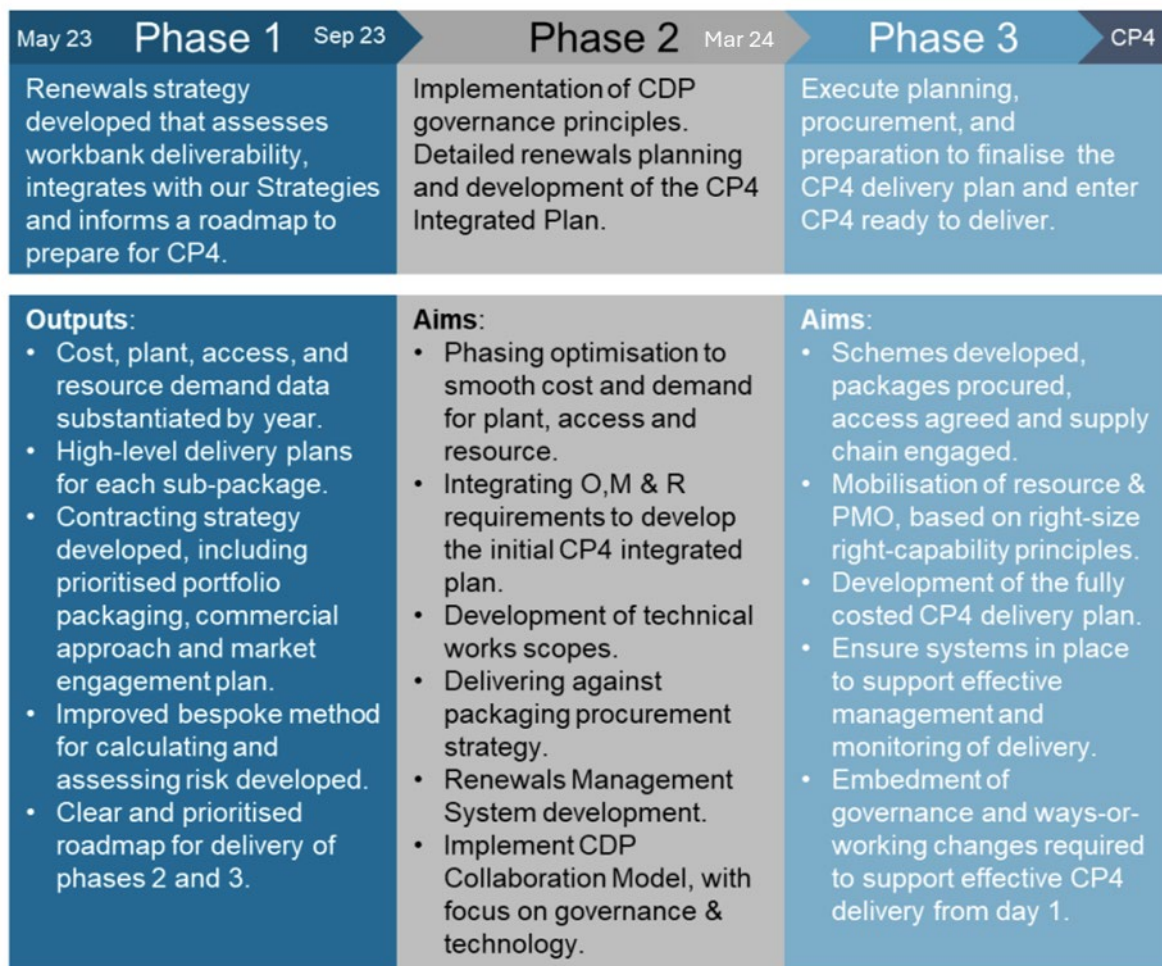 May 23 Phase 1 Sep 23
Phase 2 Mar 24
Phase 3 CP4
Renewals strategy
developed that assesses
workbank deliverability,
integrates with our Strategies
and informs a roadmap to
prepare for CP4.
Implementation of CDP
governance principles.
Detailed renewals planning
and development of the CP4
Integrated Plan.
Execute planning,
procurement, and
preparation to finalise the
CP4 delivery plan and enter
CP4 ready to deliver.
Outputs:
• Cost, plant, access, and
resource demand data
substantiated by year.
• High-level delivery plans
for each sub-package.
• Contracting strategy
developed, including
prioritised portfolio
packaging, commercial
approach and market
engagement plan.
• Improved bespoke method
for calculating and
assessing risk developed.
• Clear and prioritised
roadmap for delivery of
phases 2 and 3.
Aims:
• Phasing optimisation to
smooth cost and demand
for plant, access and
resource.
• Integrating O,M & R
requirements to develop
the initial CP4 integrated
plan.
• Development of technical
works scopes.
• Delivering against
packaging procurement
strategy.
• Renewals Management
System development.
• Implement CDP
Collaboration Model, with
focus on governance &
technology.
Aims:
• Schemes developed,
packages procured,
access agreed and supply
chain engaged.
• Mobilisation of resource &
PMO, based on right-size
right-capability principles.
• Development of the fully
costed CP4 delivery plan.
• Ensure systems in place
to support effective
management and
monitoring of delivery.
• Embedment of
governance and ways-or-
working changes required
to support effective CP4
delivery from day 1.